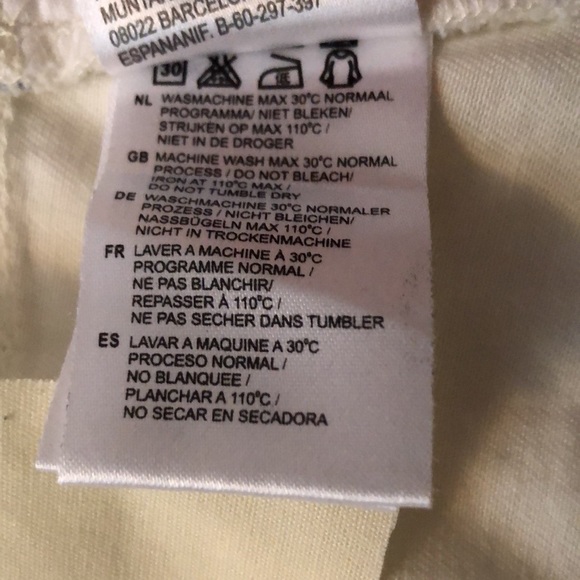 MUNTA
08022 BARCELO
ESPANANIF. B-60-297-397
30
NL WASMACHINE MAX 30°C NORMAAL
PROGRAMMA/ NIET BLEKEN/
STRIJKEN OP MAX 110°C /
NIET IN DE DROGER
GB MACHINE WASH MAX 30°C NORMAL
PROCESS / DO NOT BLEACH/
IRON AT 110°C MAX /
DO NOT TUMBLE DRY
DE WASCHMACHINE 30°C NORMALER
PROZESS / NICHT BLEICHEN/
NASSBÜGELN MAX 110°C /
NICHT IN TROCKENMACHINE
FR LAVER A MACHINE À 30°C
PROGRAMME NORMAL /
NE PAS BLANCHIR/
REPASSER À 110°C /
NE PAS SECHER DANS TUMBLER
ES LAVAR A MAQUINE A 30°C
PROCESO NORMAL /
NO BLANQUEE /
PLANCHAR A 110°C /
NO SECAR EN SECADORA